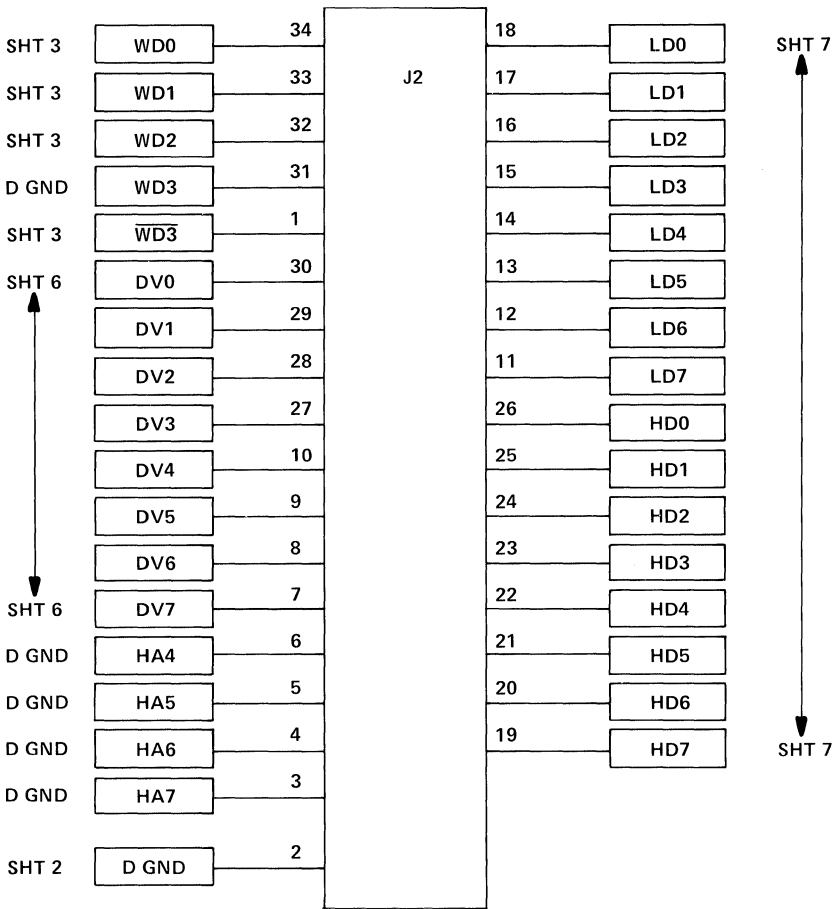 J2
SHT 3 WD0 34 18 LD0 SHT 7
SHT 3 WD1 33 17 LD1
SHT 3 WD2 32 16 LD2
D GND WD3 31 15 LD3
SHT 3 W̅D̅3̅ 1 14 LD4
SHT 6 DV0 30 13 LD5
DV1 29 12 LD6
DV2 28 11 LD7
DV3 27 26 HD0
DV4 10 25 HD1
DV5 9 24 HD2
DV6 8 23 HD3
SHT 6 DV7 7 22 HD4
D GND HA4 6 21 HD5
D GND HA5 5 20 HD6
D GND HA6 4 19 HD7 SHT 7
D GND HA7 3
SHT 2 D GND 2